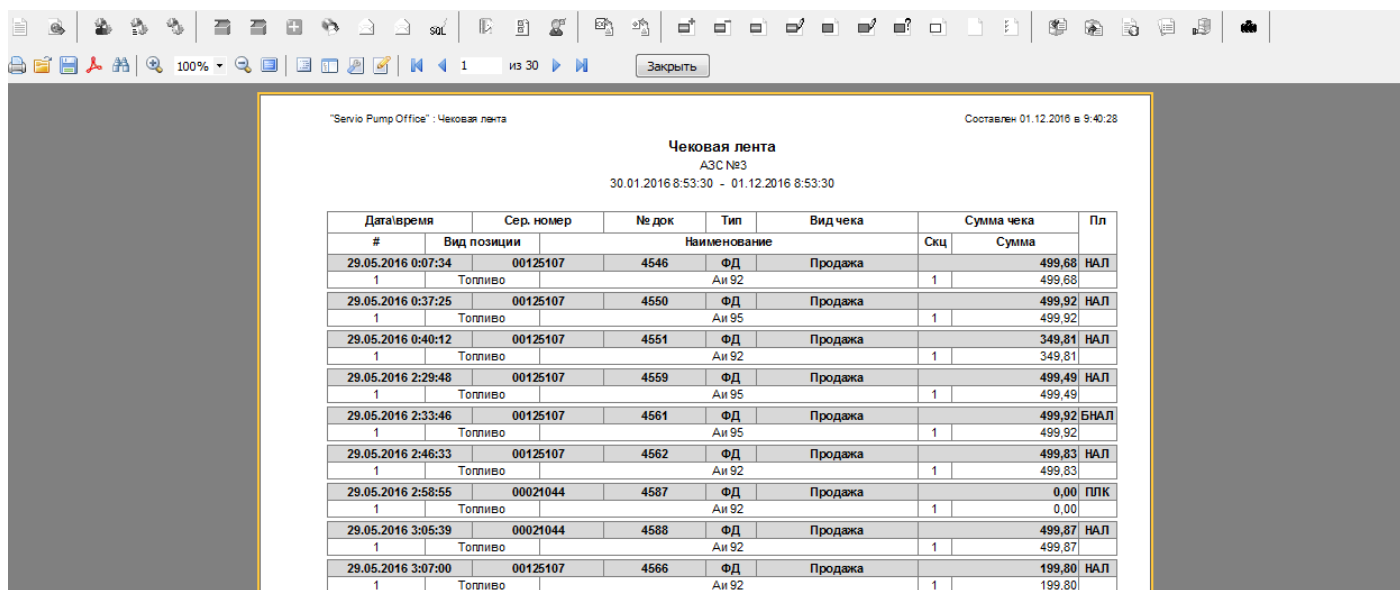 SQL
100% 1 из 30 Закрыть
"Servio Pump Office" : Чековая лента Составлен 01.12.2016 в 9:40:28
Чековая лента
АЗС №3
30.01.2016 8:53:30 - 01.12.2016 8:53:30
Дата\время Сер. номер № док Тип Вид чека Сумма чека Пл
# Вид позиции Наименование Скц Сумма
29.05.2016 0:07:34 00125107 4546 ФД Продажа 499,68 НАЛ
1 Топливо Аи 92 1 499,68
29.05.2016 0:37:25 00125107 4550 ФД Продажа 499,92 НАЛ
1 Топливо Аи 95 1 499,92
29.05.2016 0:40:12 00125107 4551 ФД Продажа 349,81 НАЛ
1 Топливо Аи 92 1 349,81
29.05.2016 2:29:48 00125107 4559 ФД Продажа 499,49 НАЛ
1 Топливо Аи 95 1 499,49
29.05.2016 2:33:46 00125107 4561 ФД Продажа 499,92 БНАЛ
1 Топливо Аи 95 1 499,92
29.05.2016 2:46:33 00125107 4562 ФД Продажа 499,83 НАЛ
1 Топливо Аи 92 1 499,83
29.05.2016 2:58:55 00021044 4587 ФД Продажа 0,00 ПЛК
1 Топливо Аи 92 1 0,00
29.05.2016 3:05:39 00021044 4588 ФД Продажа 499,87 НАЛ
1 Топливо Аи 92 1 499,87
29.05.2016 3:07:00 00125107 4566 ФД Продажа 199,80 НАЛ
1 Топливо Аи 92 1 199,80